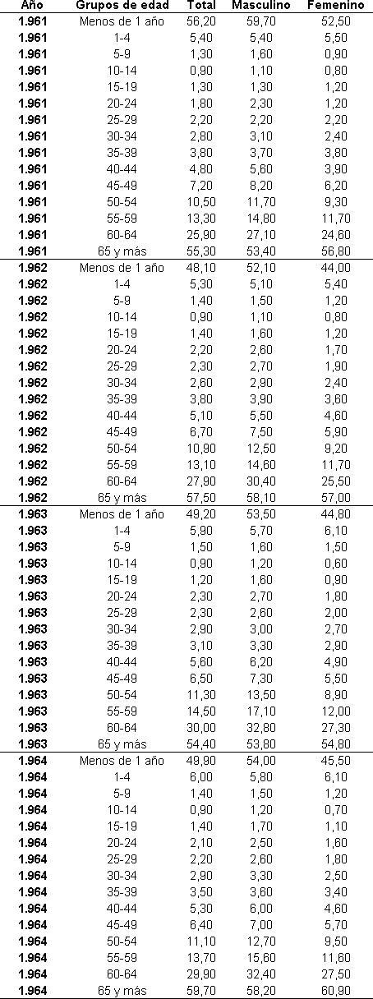 Año Grupos de edad Total Masculino Femenino
1.961 Menos de 1 año 56,20 59,70 52,50
1.961 1-4 5,40 5,40 5,50
1.961 5-9 1,30 1,60 0,90
1.961 10-14 0,90 1,10 0,80
1.961 15-19 1,30 1,30 1,20
1.961 20-24 1,80 2,30 1,20
1.961 25-29 2,20 2,20 2,20
1.961 30-34 2,80 3,10 2,40
1.961 35-39 3,80 3,70 3,80
1.961 40-44 4,80 5,60 3,90
1.961 45-49 7,20 8,20 6,20
1.961 50-54 10,50 11,70 9,30
1.961 55-59 13,30 14,80 11,70
1.961 60-64 25,90 27,10 24,60
1.961 65 y más 55,30 53,40 56,80
1.962 Menos de 1 año 48,10 52,10 44,00
1.962 1-4 5,30 5,10 5,40
1.962 5-9 1,40 1,50 1,20
1.962 10-14 0,90 1,10 0,80
1.962 15-19 1,40 1,60 1,20
1.962 20-24 2,20 2,60 1,70
1.962 25-29 2,30 2,70 1,90
1.962 30-34 2,60 2,90 2,40
1.962 35-39 3,80 3,90 3,60
1.962 40-44 5,10 5,50 4,60
1.962 45-49 6,70 7,50 5,90
1.962 50-54 10,90 12,50 9,20
1.962 55-59 13,10 14,60 11,70
1.962 60-64 27,90 30,40 25,50
1.962 65 y más 57,50 58,10 57,00
1.963 Menos de 1 año 49,20 53,50 44,80
1.963 1-4 5,90 5,70 6,10
1.963 5-9 1,50 1,60 1,50
1.963 10-14 0,90 1,20 0,60
1.963 15-19 1,20 1,60 0,90
1.963 20-24 2,30 2,70 1,80
1.963 25-29 2,30 2,60 2,00
1.963 30-34 2,90 3,00 2,70
1.963 35-39 3,10 3,30 2,90
1.963 40-44 5,60 6,20 4,90
1.963 45-49 6,50 7,30 5,50
1.963 50-54 11,30 13,50 8,90
1.963 55-59 14,50 17,10 12,00
1.963 60-64 30,00 32,80 27,30
1.963 65 y más 54,40 53,80 54,80
1.964 Menos de 1 año 49,90 54,00 45,50
1.964 1-4 6,00 5,80 6,10
1.964 5-9 1,40 1,50 1,20
1.964 10-14 0,90 1,20 0,70
1.964 15-19 1,40 1,70 1,10
1.964 20-24 2,10 2,50 1,60
1.964 25-29 2,20 2,60 1,80
1.964 30-34 2,90 3,30 2,50
1.964 35-39 3,50 3,60 3,40
1.964 40-44 5,30 6,00 4,60
1.964 45-49 6,40 7,00 5,70
1.964 50-54 11,10 12,70 9,50
1.964 55-59 13,70 15,60 11,60
1.964 60-64 29,90 32,40 27,50
1.964 65 y más 59,70 58,20 60,90